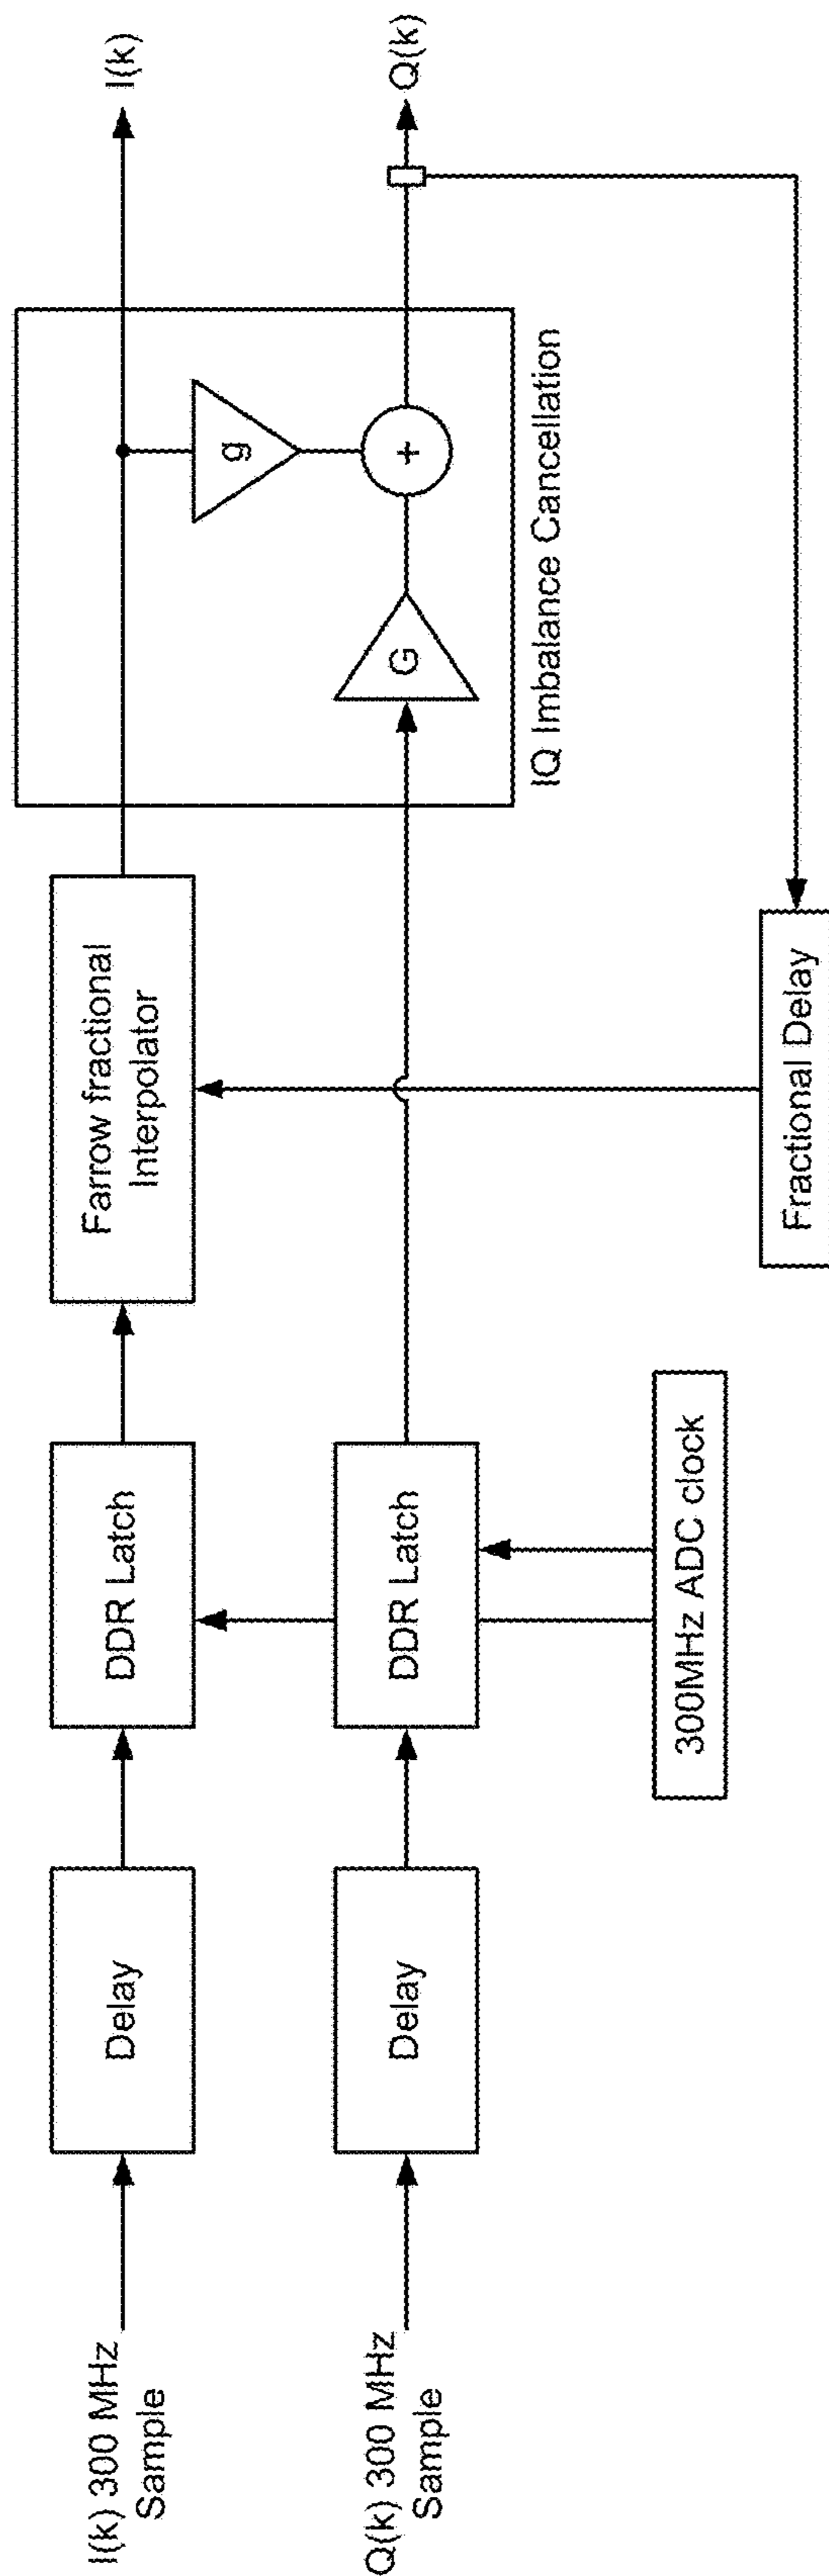 I(k) 300 MHz
Sample
Delay
DDR Latch
Farrow fractional
Interpolator
g
I(k)
Q(k) 300 MHz
Sample
Delay
DDR Latch
G
+
Q(k)
IQ Imbalance Cancellation
300MHz ADC clock
Fractional Delay